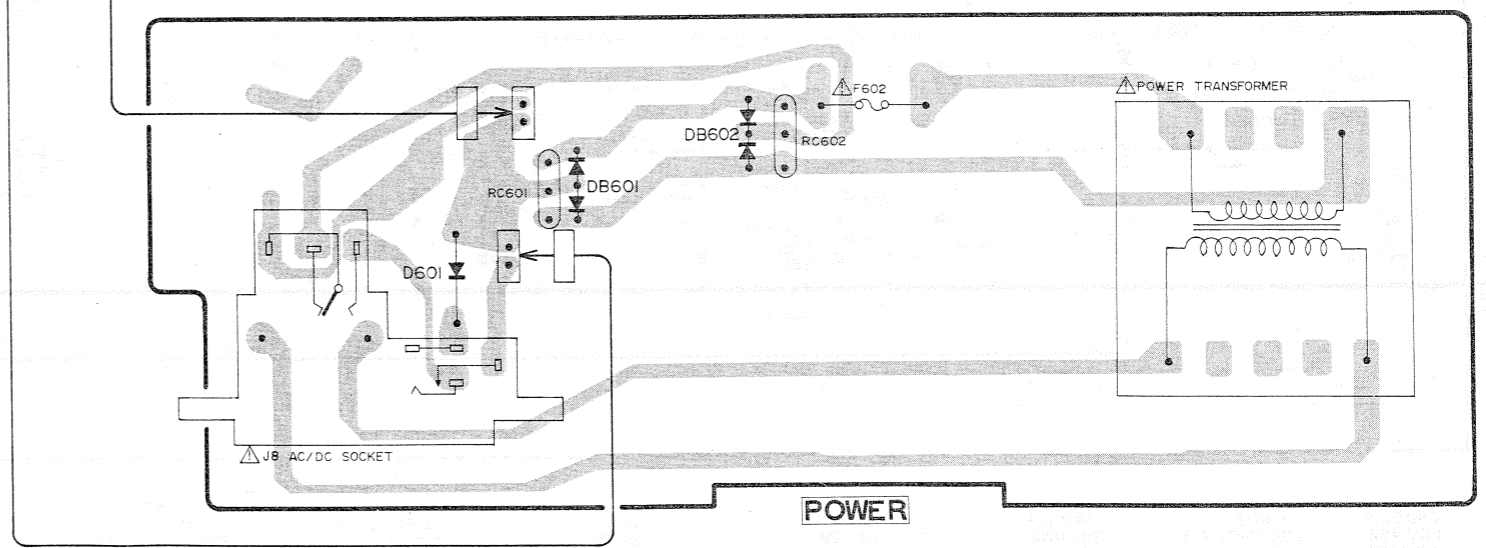 ⚠F602
⚠POWER TRANSFORMER
DB602
RC602
RC601
DB601
D601
⚠J8 AC/DC SOCKET
POWER